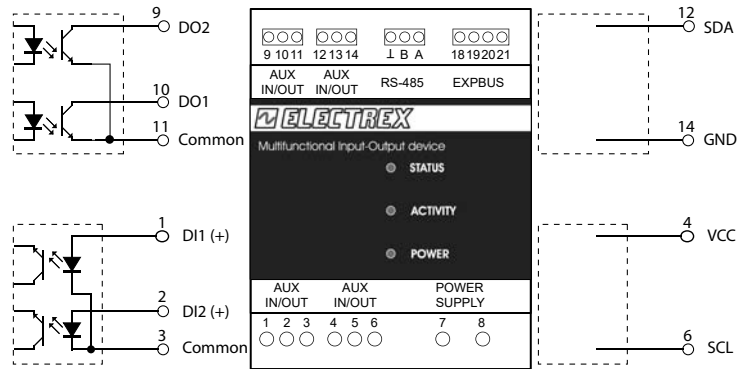 9
DO2
10
DO1
11
Common
1
DI1 (+)
2
DI2 (+)
3
Common
9 10 11 12 13 14 ⊥ B A 18 19 20 21
AUX IN/OUT
AUX IN/OUT
RS-485
EXPBUS
ELECTREX
Multifunctional Input-Output device
STATUS
ACTIVITY
POWER
AUX IN/OUT
AUX IN/OUT
POWER SUPPLY
1 2 3 4 5 6 7 8
12
SDA
14
GND
4
VCC
6
SCL